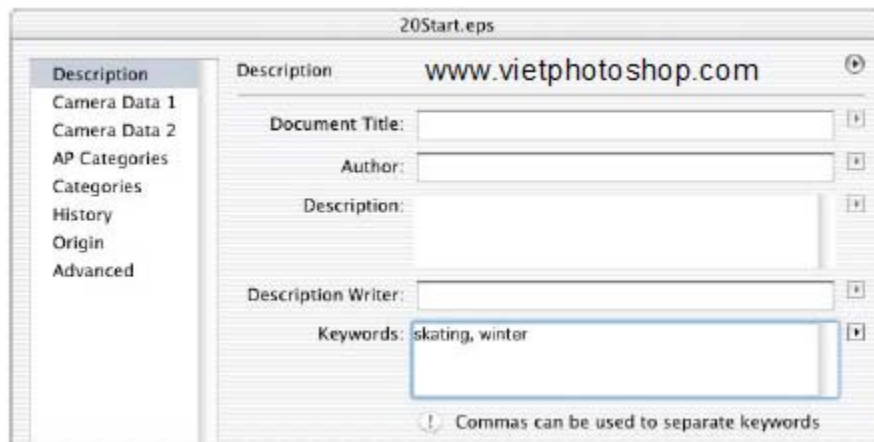 20Start.eps
Description
Camera Data 1
Camera Data 2
AP Categories
Categories
History
Origin
Advanced
Description www.vietphotoshop.com
Document Title:
Author:
Description:
Description Writer:
Keywords: skating, winter
! Commas can be used to separate keywords